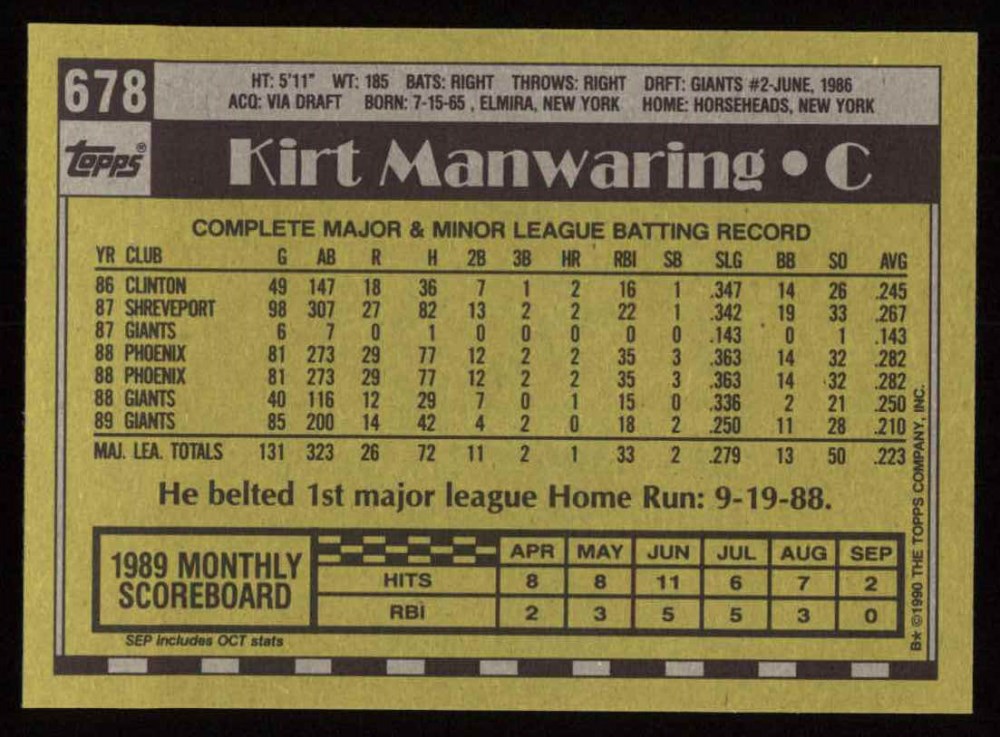 678
HT: 5'11" WT: 185 BATS: RIGHT THROWS: RIGHT DRFT: GIANTS #2-JUNE, 1986
ACQ: VIA DRAFT BORN: 7-15-65 , ELMIRA, NEW YORK HOME: HORSEHEADS, NEW YORK
topps®
Kirt Manwaring • C
COMPLETE MAJOR & MINOR LEAGUE BATTING RECORD
YR CLUB G AB R H 2B 3B HR RBI SB SLG BB SO AVG
86 CLINTON 49 147 18 36 7 1 2 16 1 .347 14 26 .245
87 SHREVEPORT 98 307 27 82 13 2 2 22 1 .342 19 33 .267
87 GIANTS 6 7 0 1 0 0 0 0 0 .143 0 1 .143
88 PHOENIX 81 273 29 77 12 2 2 35 3 .363 14 32 .282
88 PHOENIX 81 273 29 77 12 2 2 35 3 .363 14 32 .282
88 GIANTS 40 116 12 29 7 0 1 15 0 .336 2 21 .250
89 GIANTS 85 200 14 42 4 2 0 18 2 .250 11 28 .210
MAJ. LEA. TOTALS 131 323 26 72 11 2 1 33 2 .279 13 50 .223
He belted 1st major league Home Run: 9-19-88.
1989 MONTHLY
SCOREBOARD
APR MAY JUN JUL AUG SEP
HITS 8 8 11 6 7 2
RBI 2 3 5 5 3 0
SEP includes OCT stats
B★ ©1990 THE TOPPS COMPANY, INC.